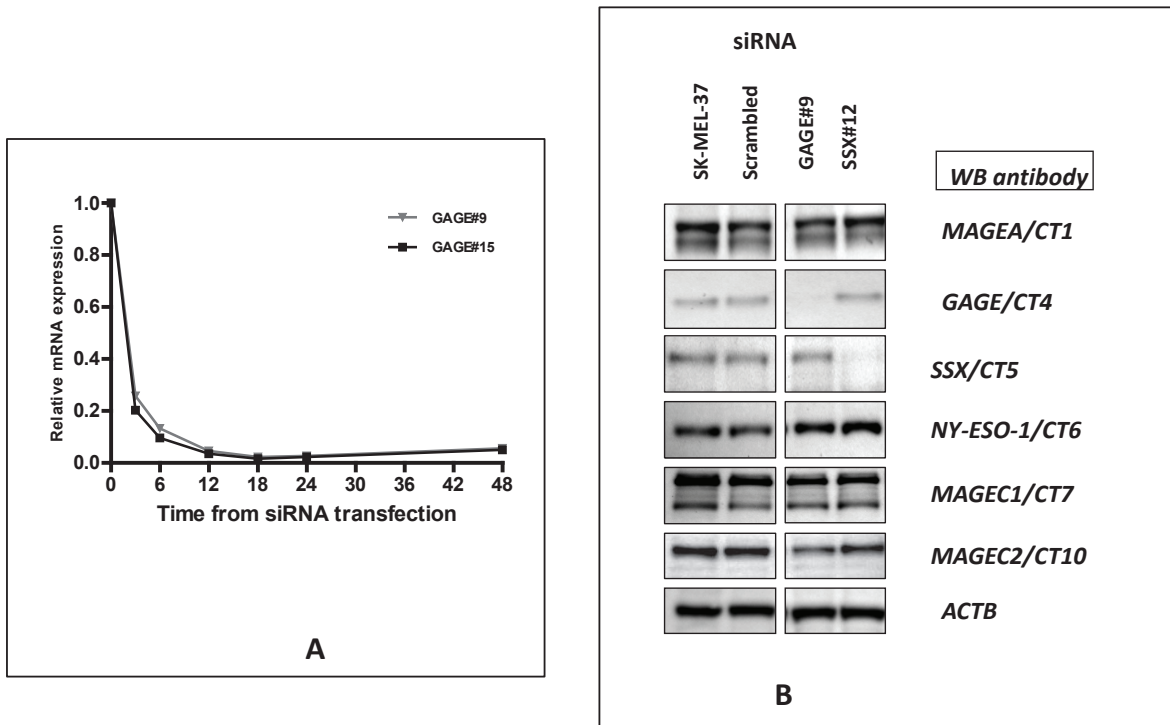 1.0
0.8
0.6
0.4
0.2
0.0
Relative mRNA expression
GAGE#9
GAGE#15
0 6 12 18 24 30 36 42 48
Time from siRNA transfection
A
siRNA
SK-MEL-37
Scrambled
GAGE#9
SSX#12
WB antibody
MAGEA/CT1
GAGE/CT4
SSX/CT5
NY-ESO-1/CT6
MAGEC1/CT7
MAGEC2/CT10
ACTB
B